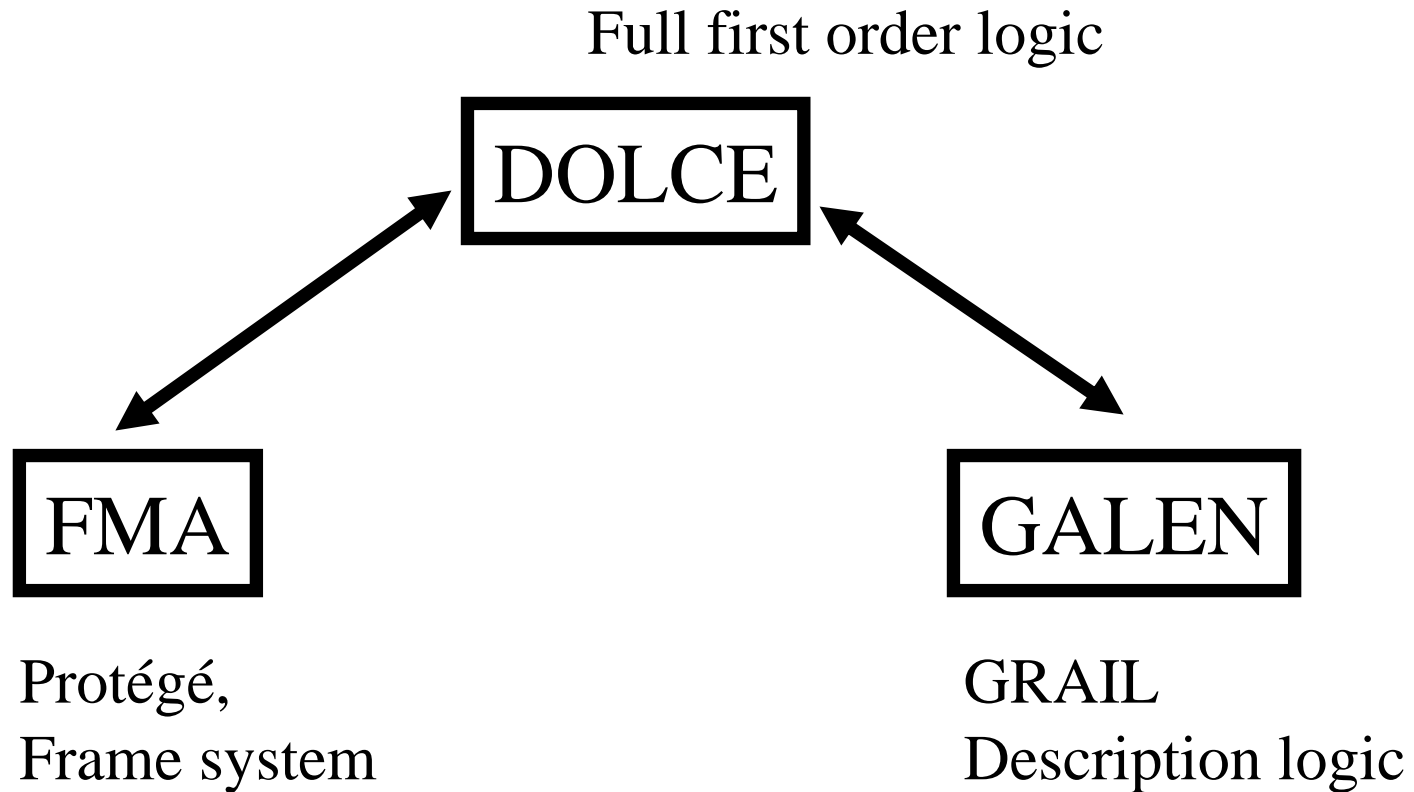 Full first order logic
DOLCE
FMA
GALEN
Protégé,
Frame system
GRAIL
Description logic